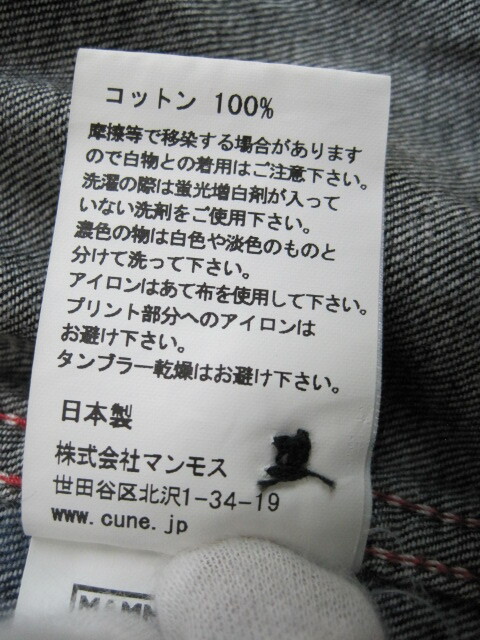 コットン 100%
摩擦等で移染する場合があります
ので白物との着用はご注意下さい。
洗濯の際は蛍光増白剤が入って
いない洗剤をご使用下さい。
濃色の物は白色や淡色のものと
分けて洗って下さい。
アイロンはあて布を使用して下さい。
プリント部分へのアイロンは
お避け下さい。
タンブラー乾燥はお避け下さい。
日本製
株式会社マンモス
世田谷区北沢1-34-19
www.cune.jp